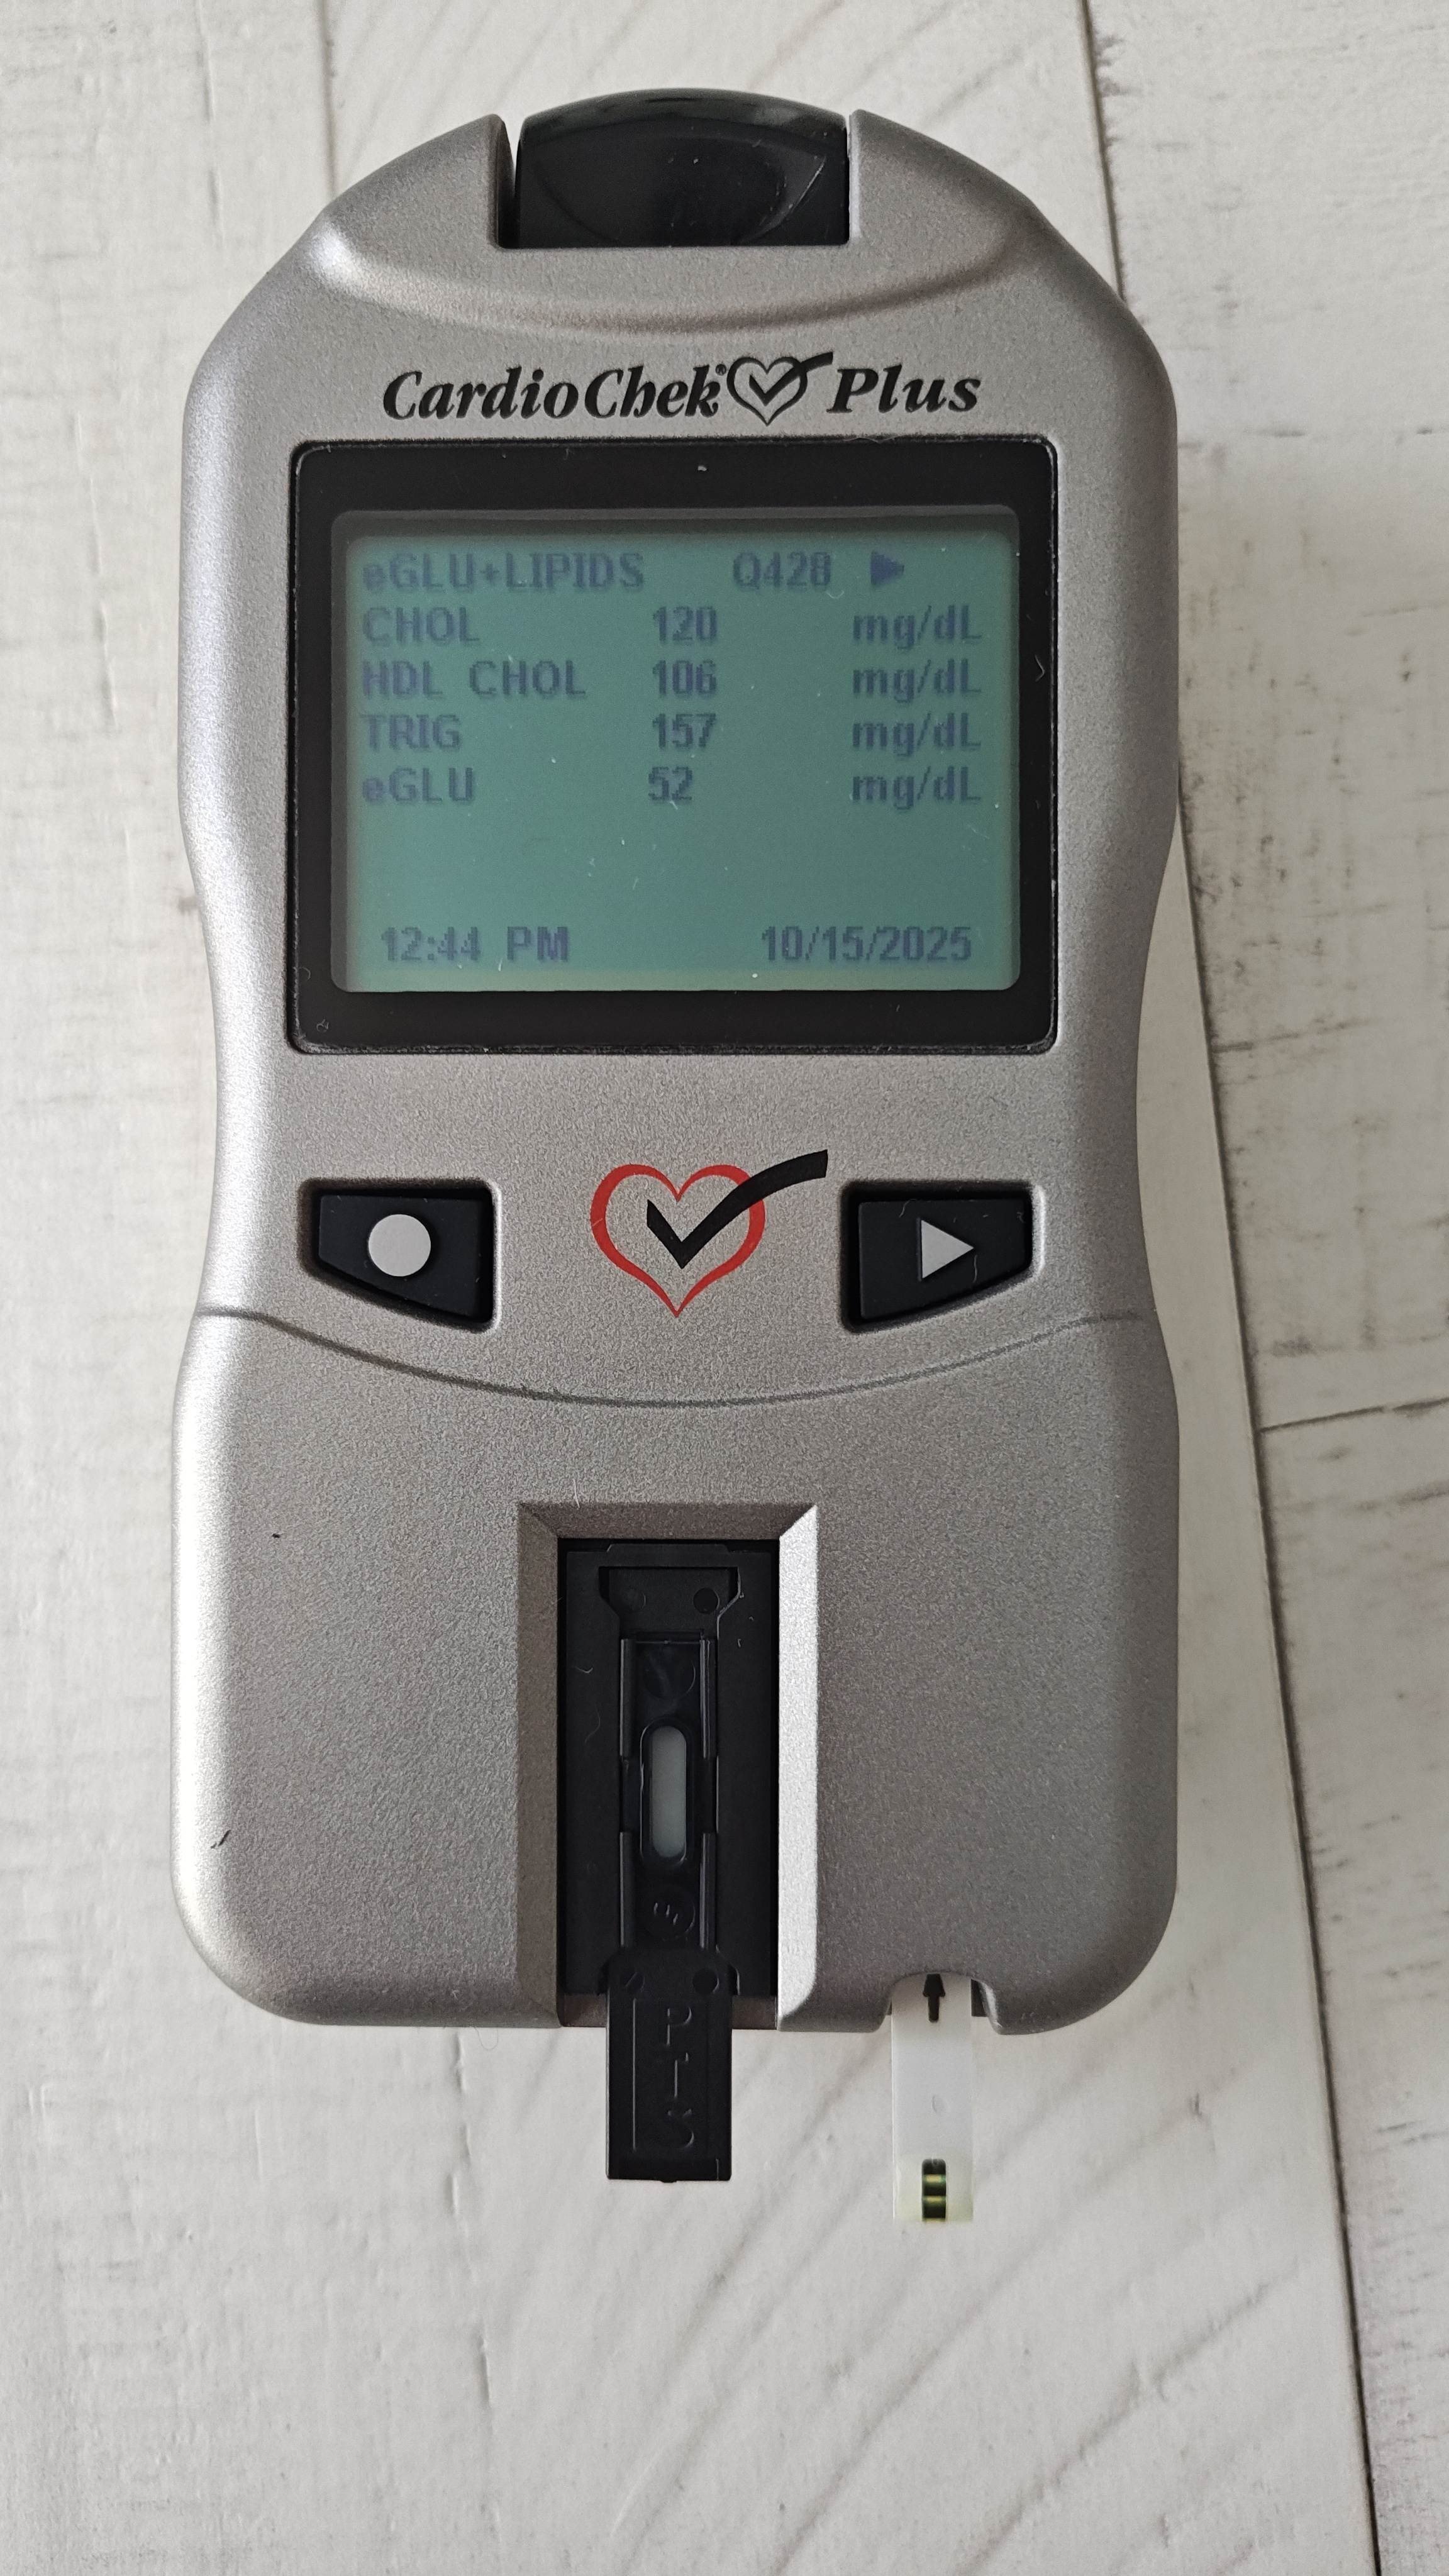 CardioChek® Plus
eGLU+LIPIDS Q428 ▶
CHOL 120 mg/dL
HDL CHOL 106 mg/dL
TRIG 157 mg/dL
eGLU 52 mg/dL
12:44 PM 10/15/2025
PTS